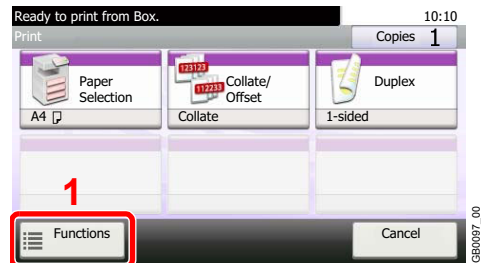 Ready to print from Box.
10:10
Print
Copies 1
Paper
Selection
A4
123123
112233
Collate/
Offset
Collate
Duplex
1-sided
1
Functions
Cancel
GB0097_00